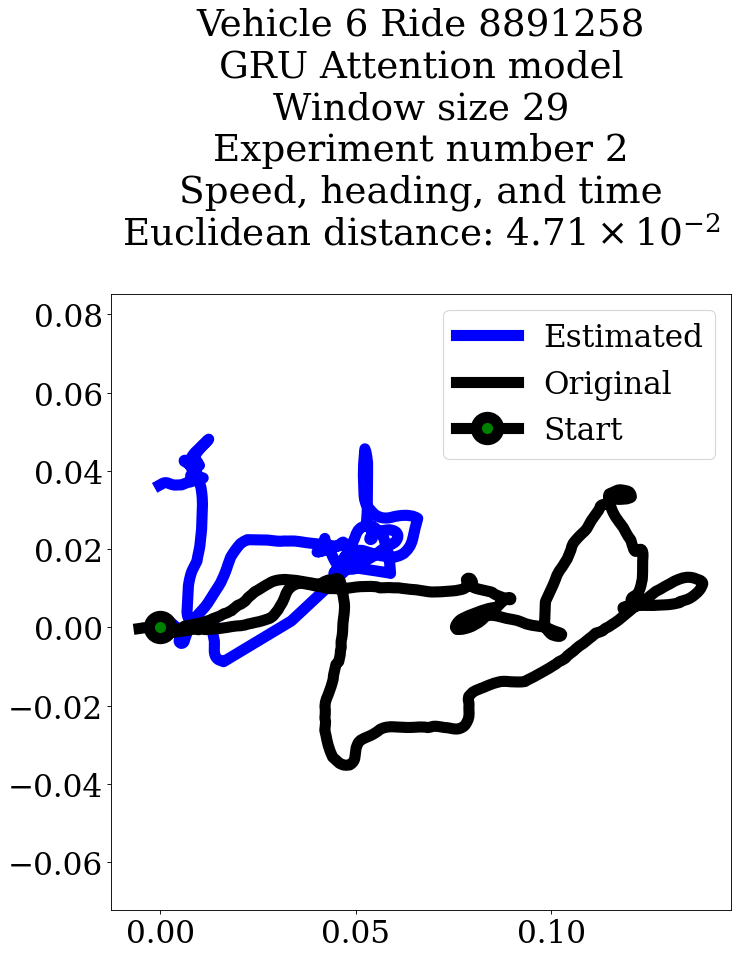 Vehicle 6 Ride 8891258
GRU Attention model
Window size 29
Experiment number 2
Speed, heading, and time
Euclidean distance: 4.71 × 10⁻²
Estimated
Original
Start
0.08
0.06
0.04
0.02
0.00
−0.02
−0.04
−0.06
0.00 0.05 0.10